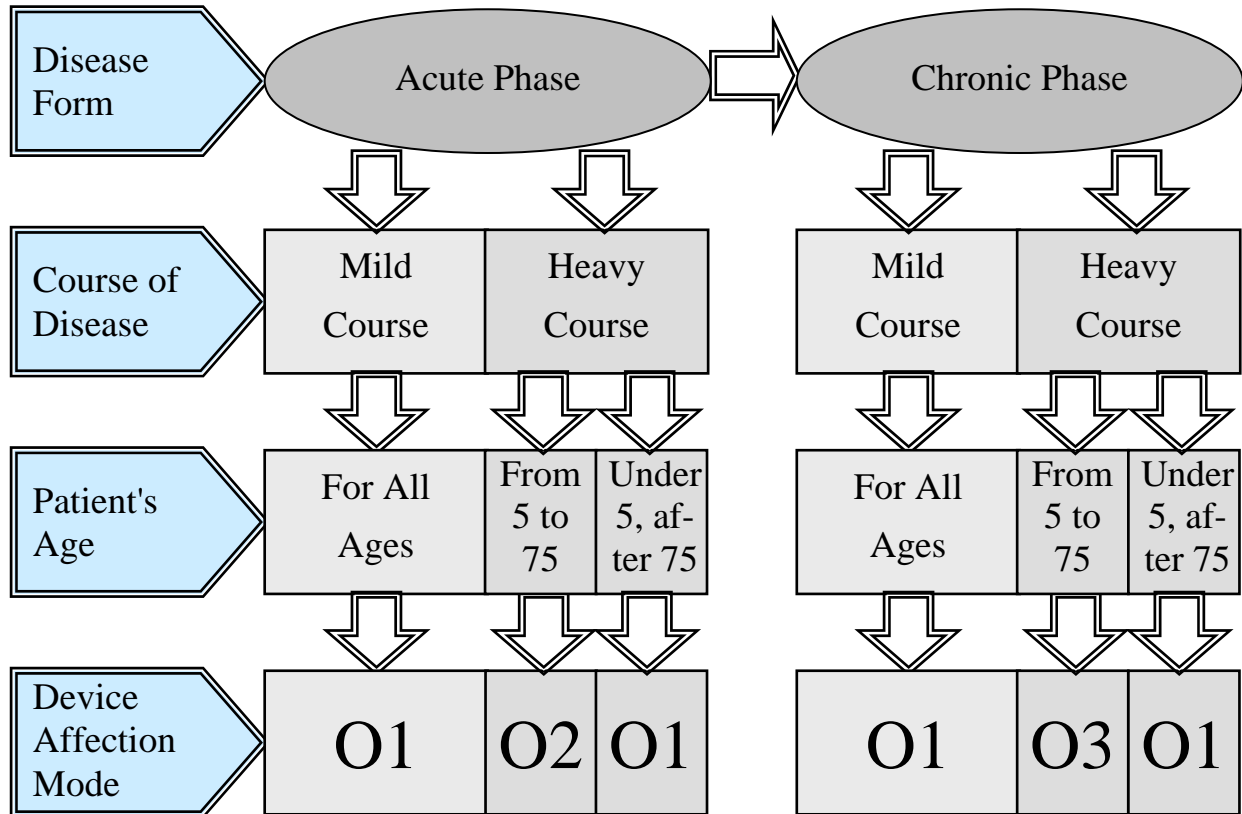 Disease
Form
Acute Phase
Chronic Phase
Course of
Disease
Mild
Course
Heavy
Course
Mild
Course
Heavy
Course
Patient's
Age
For All
Ages
From
5 to
75
Under
5, af-
ter 75
For All
Ages
From
5 to
75
Under
5, af-
ter 75
Device
Affection
Mode
O1
O2
O1
O1
O3
O1